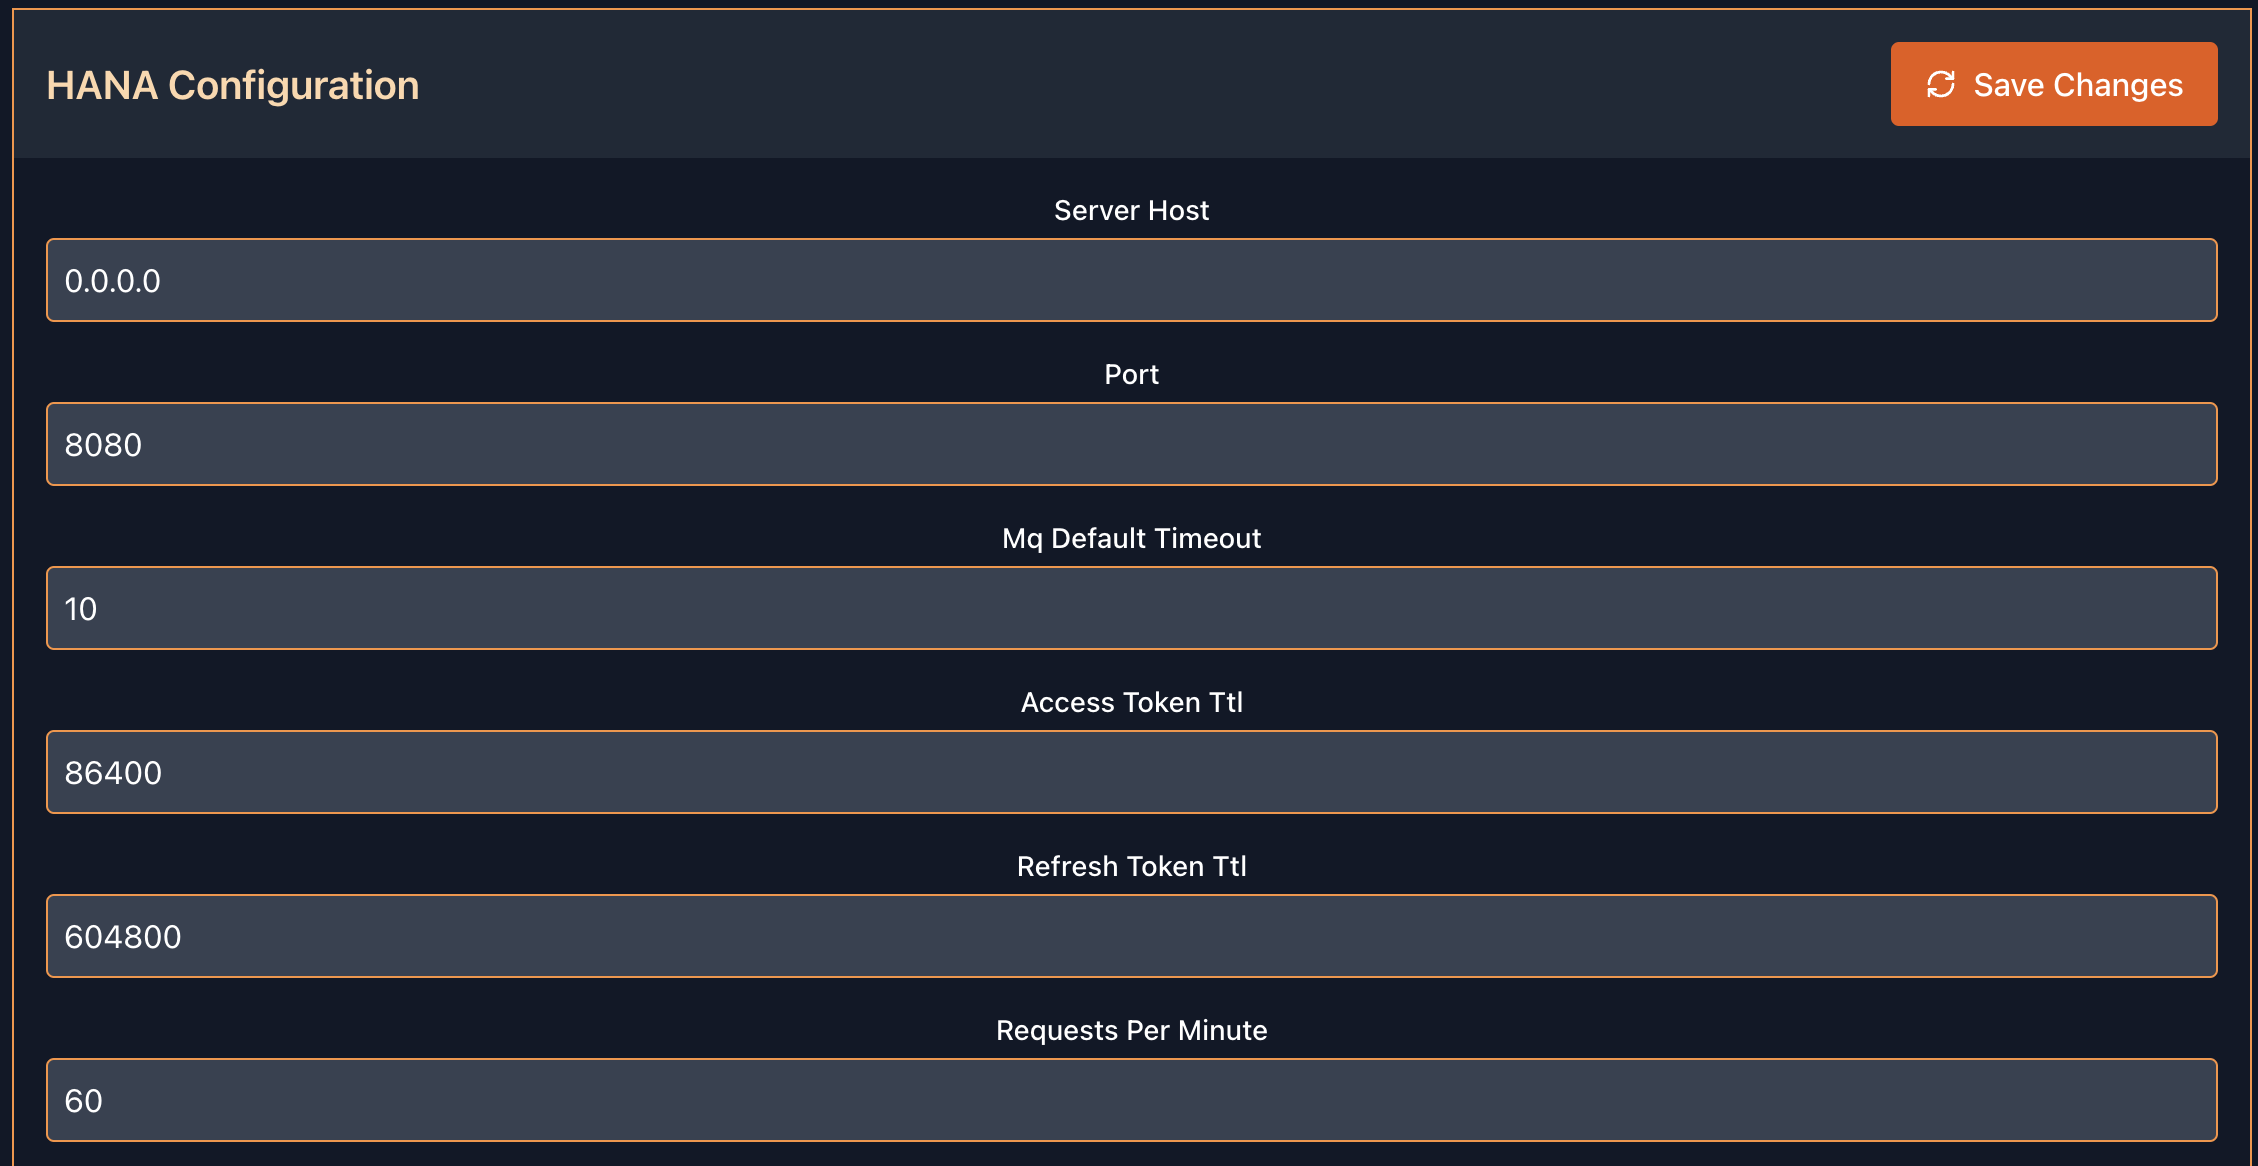 HANA Configuration
Save Changes
Server Host
0.0.0.0
Port
8080
Mq Default Timeout
10
Access Token Ttl
86400
Refresh Token Ttl
604800
Requests Per Minute
60